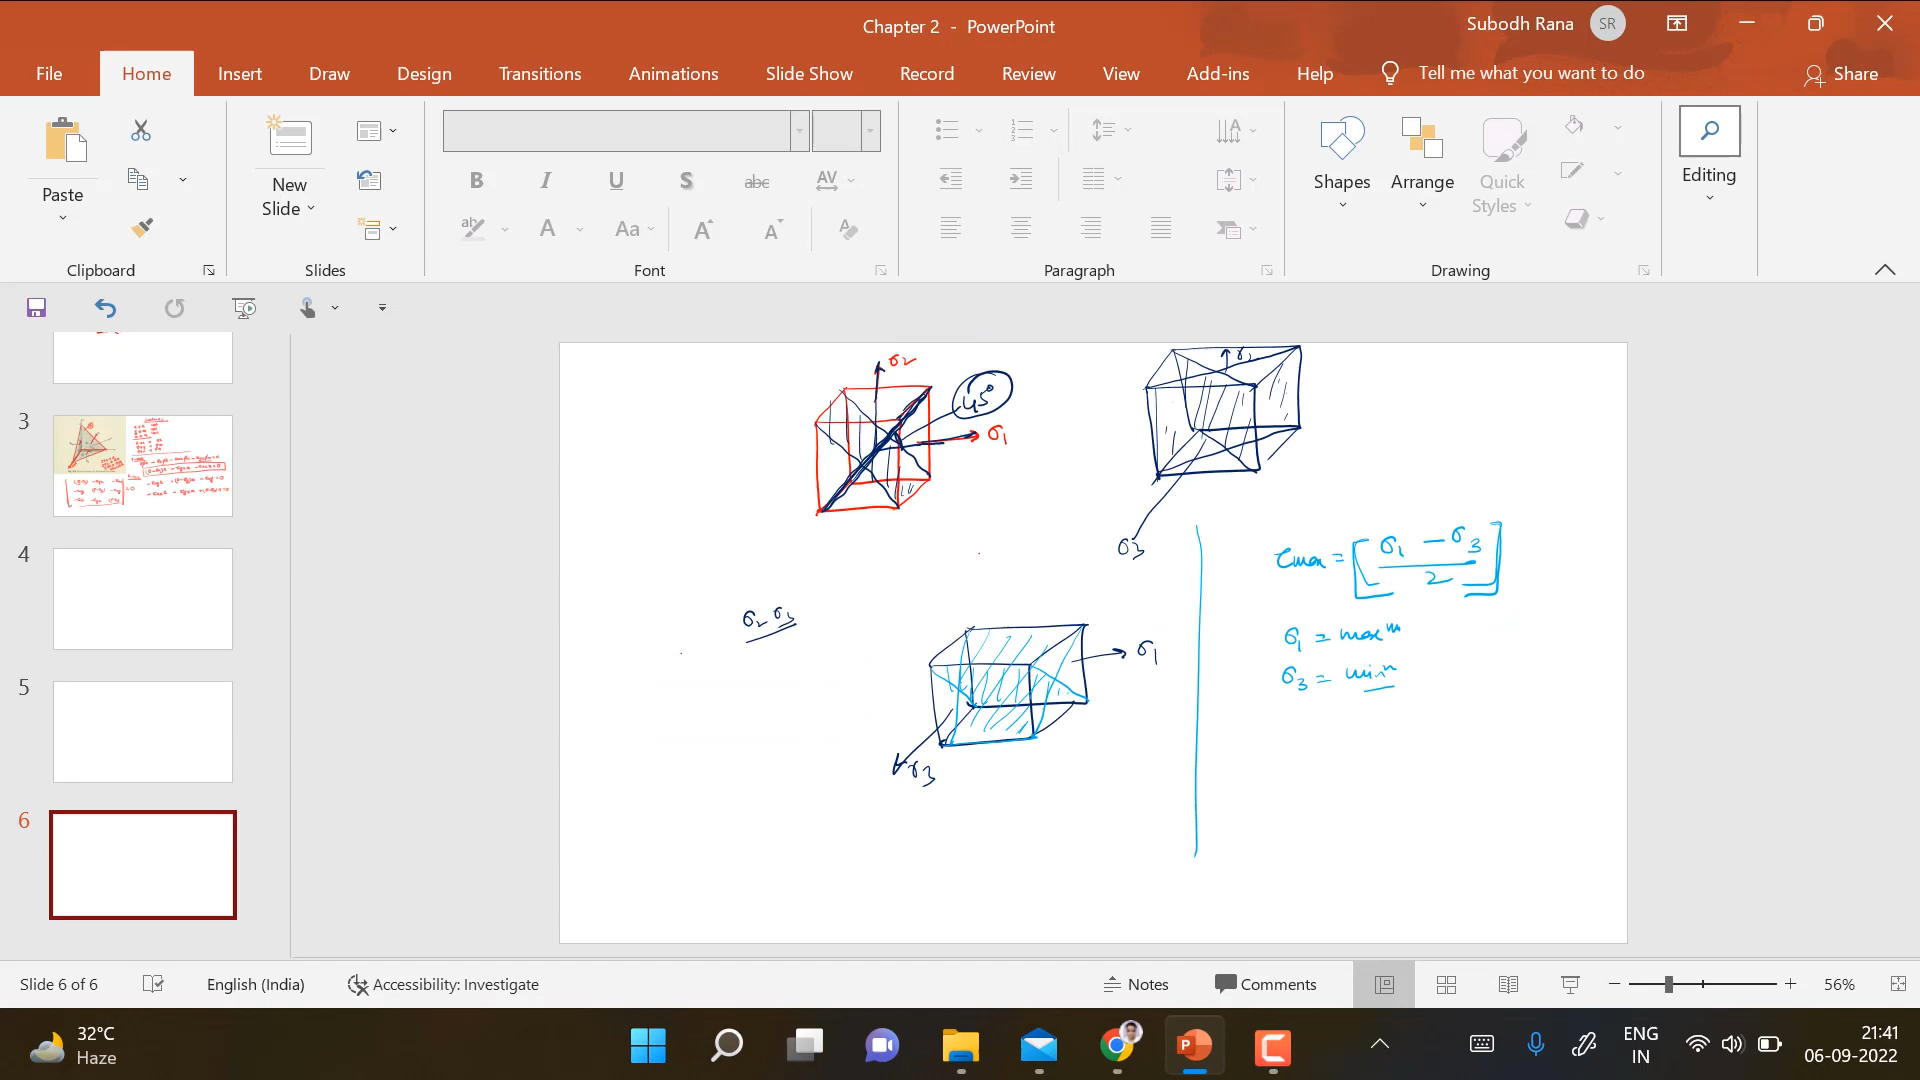 Chapter 2 - PowerPoint
Subodh Rana
SR
File
Home
Insert
Draw
Design
Transitions
Animations
Slide Show
Record
Review
View
Add-ins
Help
Tell me what you want to do
Share
Paste
New
Slide
Shapes
Arrange
Quick
Styles
Editing
Clipboard
Slides
Font
Paragraph
Drawing
3
4
5
6
σ2
45°
σ1
σ2
σ3
σ2 σ3
σ1
σ3
τmax = [σ1 - σ3
2]
σ1 = maxm
σ3 = min
Slide 6 of 6
English (India)
Accessibility: Investigate
Notes
Comments
56%
32°C
Haze
ENG
IN
21:41
06-09-2022